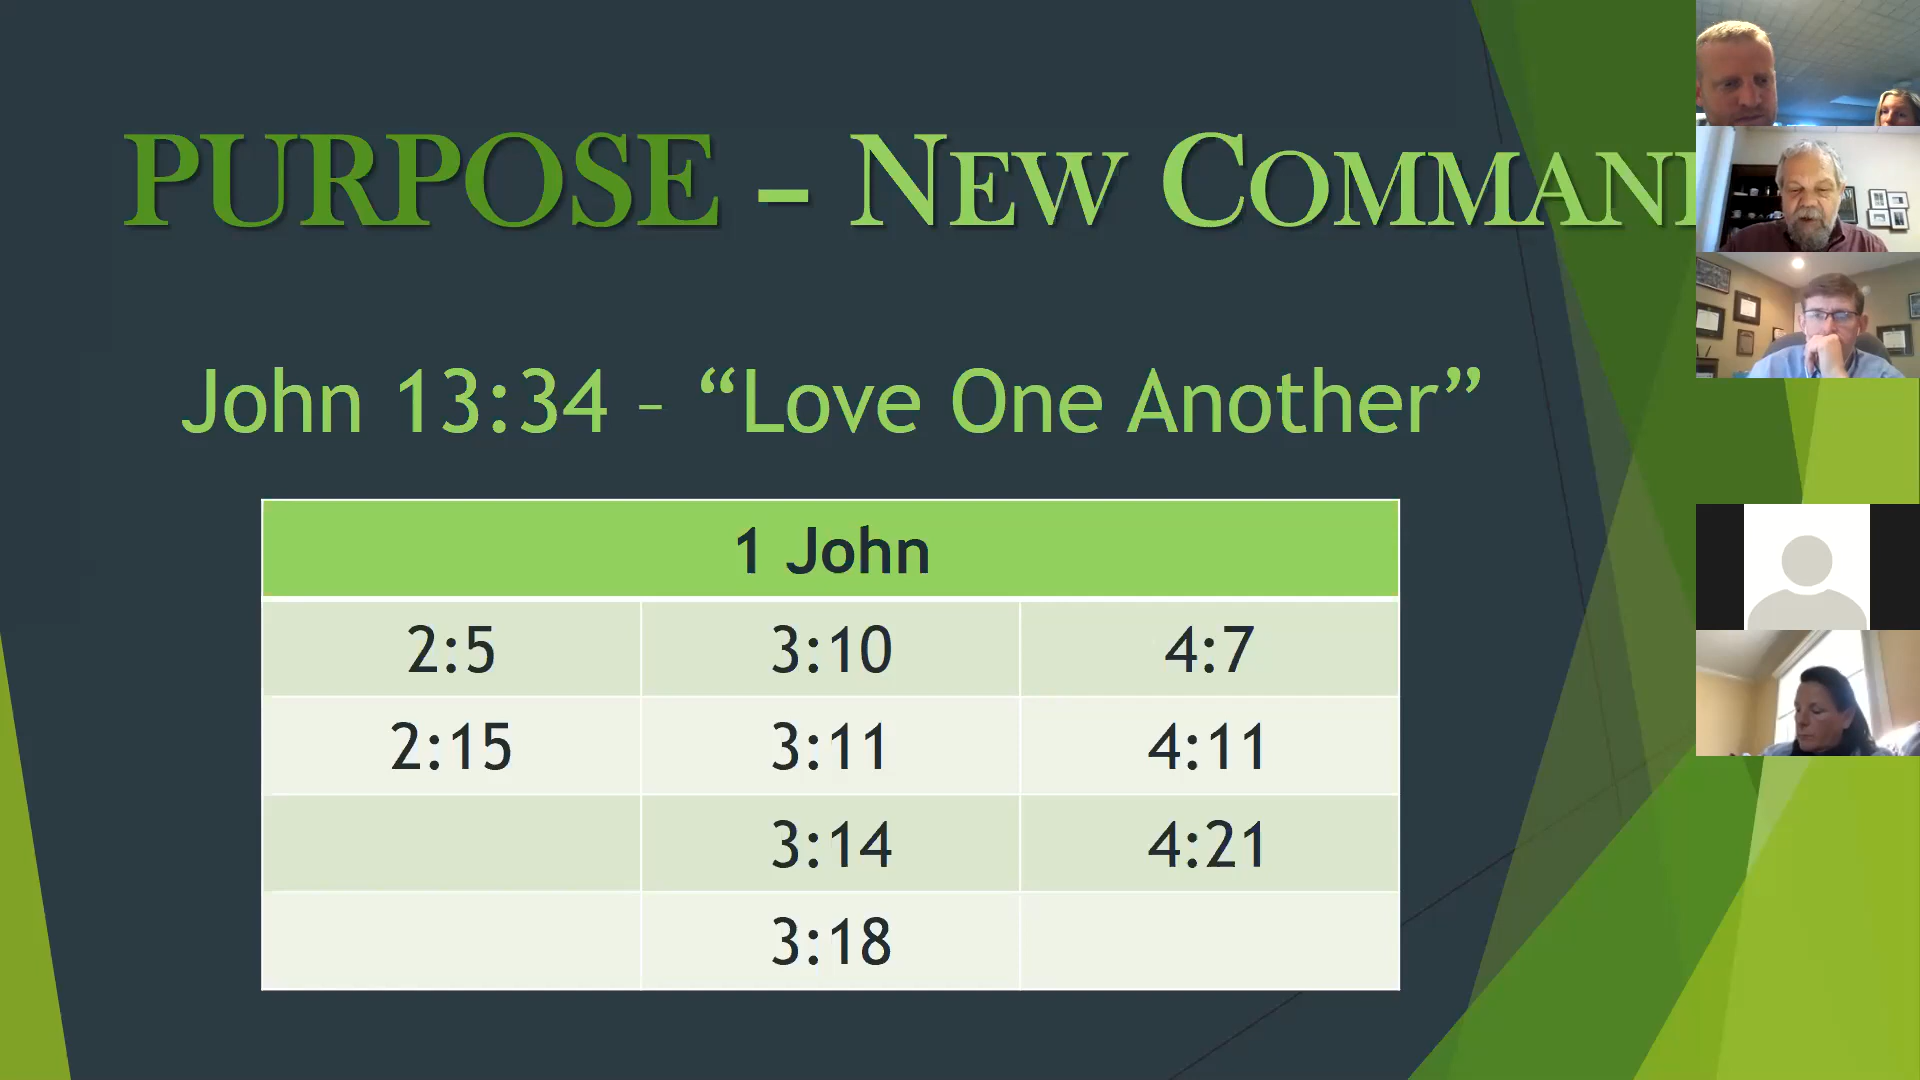 PURPOSE – NEW COMMAN
John 13:34 – “Love One Another”
1 John
2:5 3:10 4:7
2:15 3:11 4:11
3:14 4:21
3:18